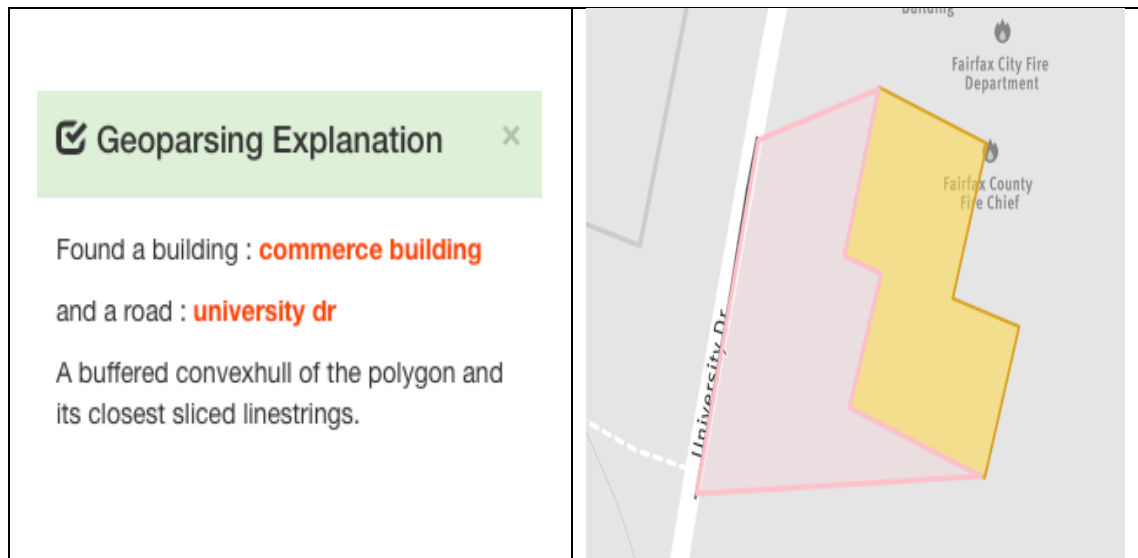 Geoparsing Explanation ×
Found a building : commerce building
and a road : university dr
A buffered convexhull of the polygon and
its closest sliced linestrings.
Building
Fairfax City Fire
Department
Fairfax County
Fire Chief
University Dr